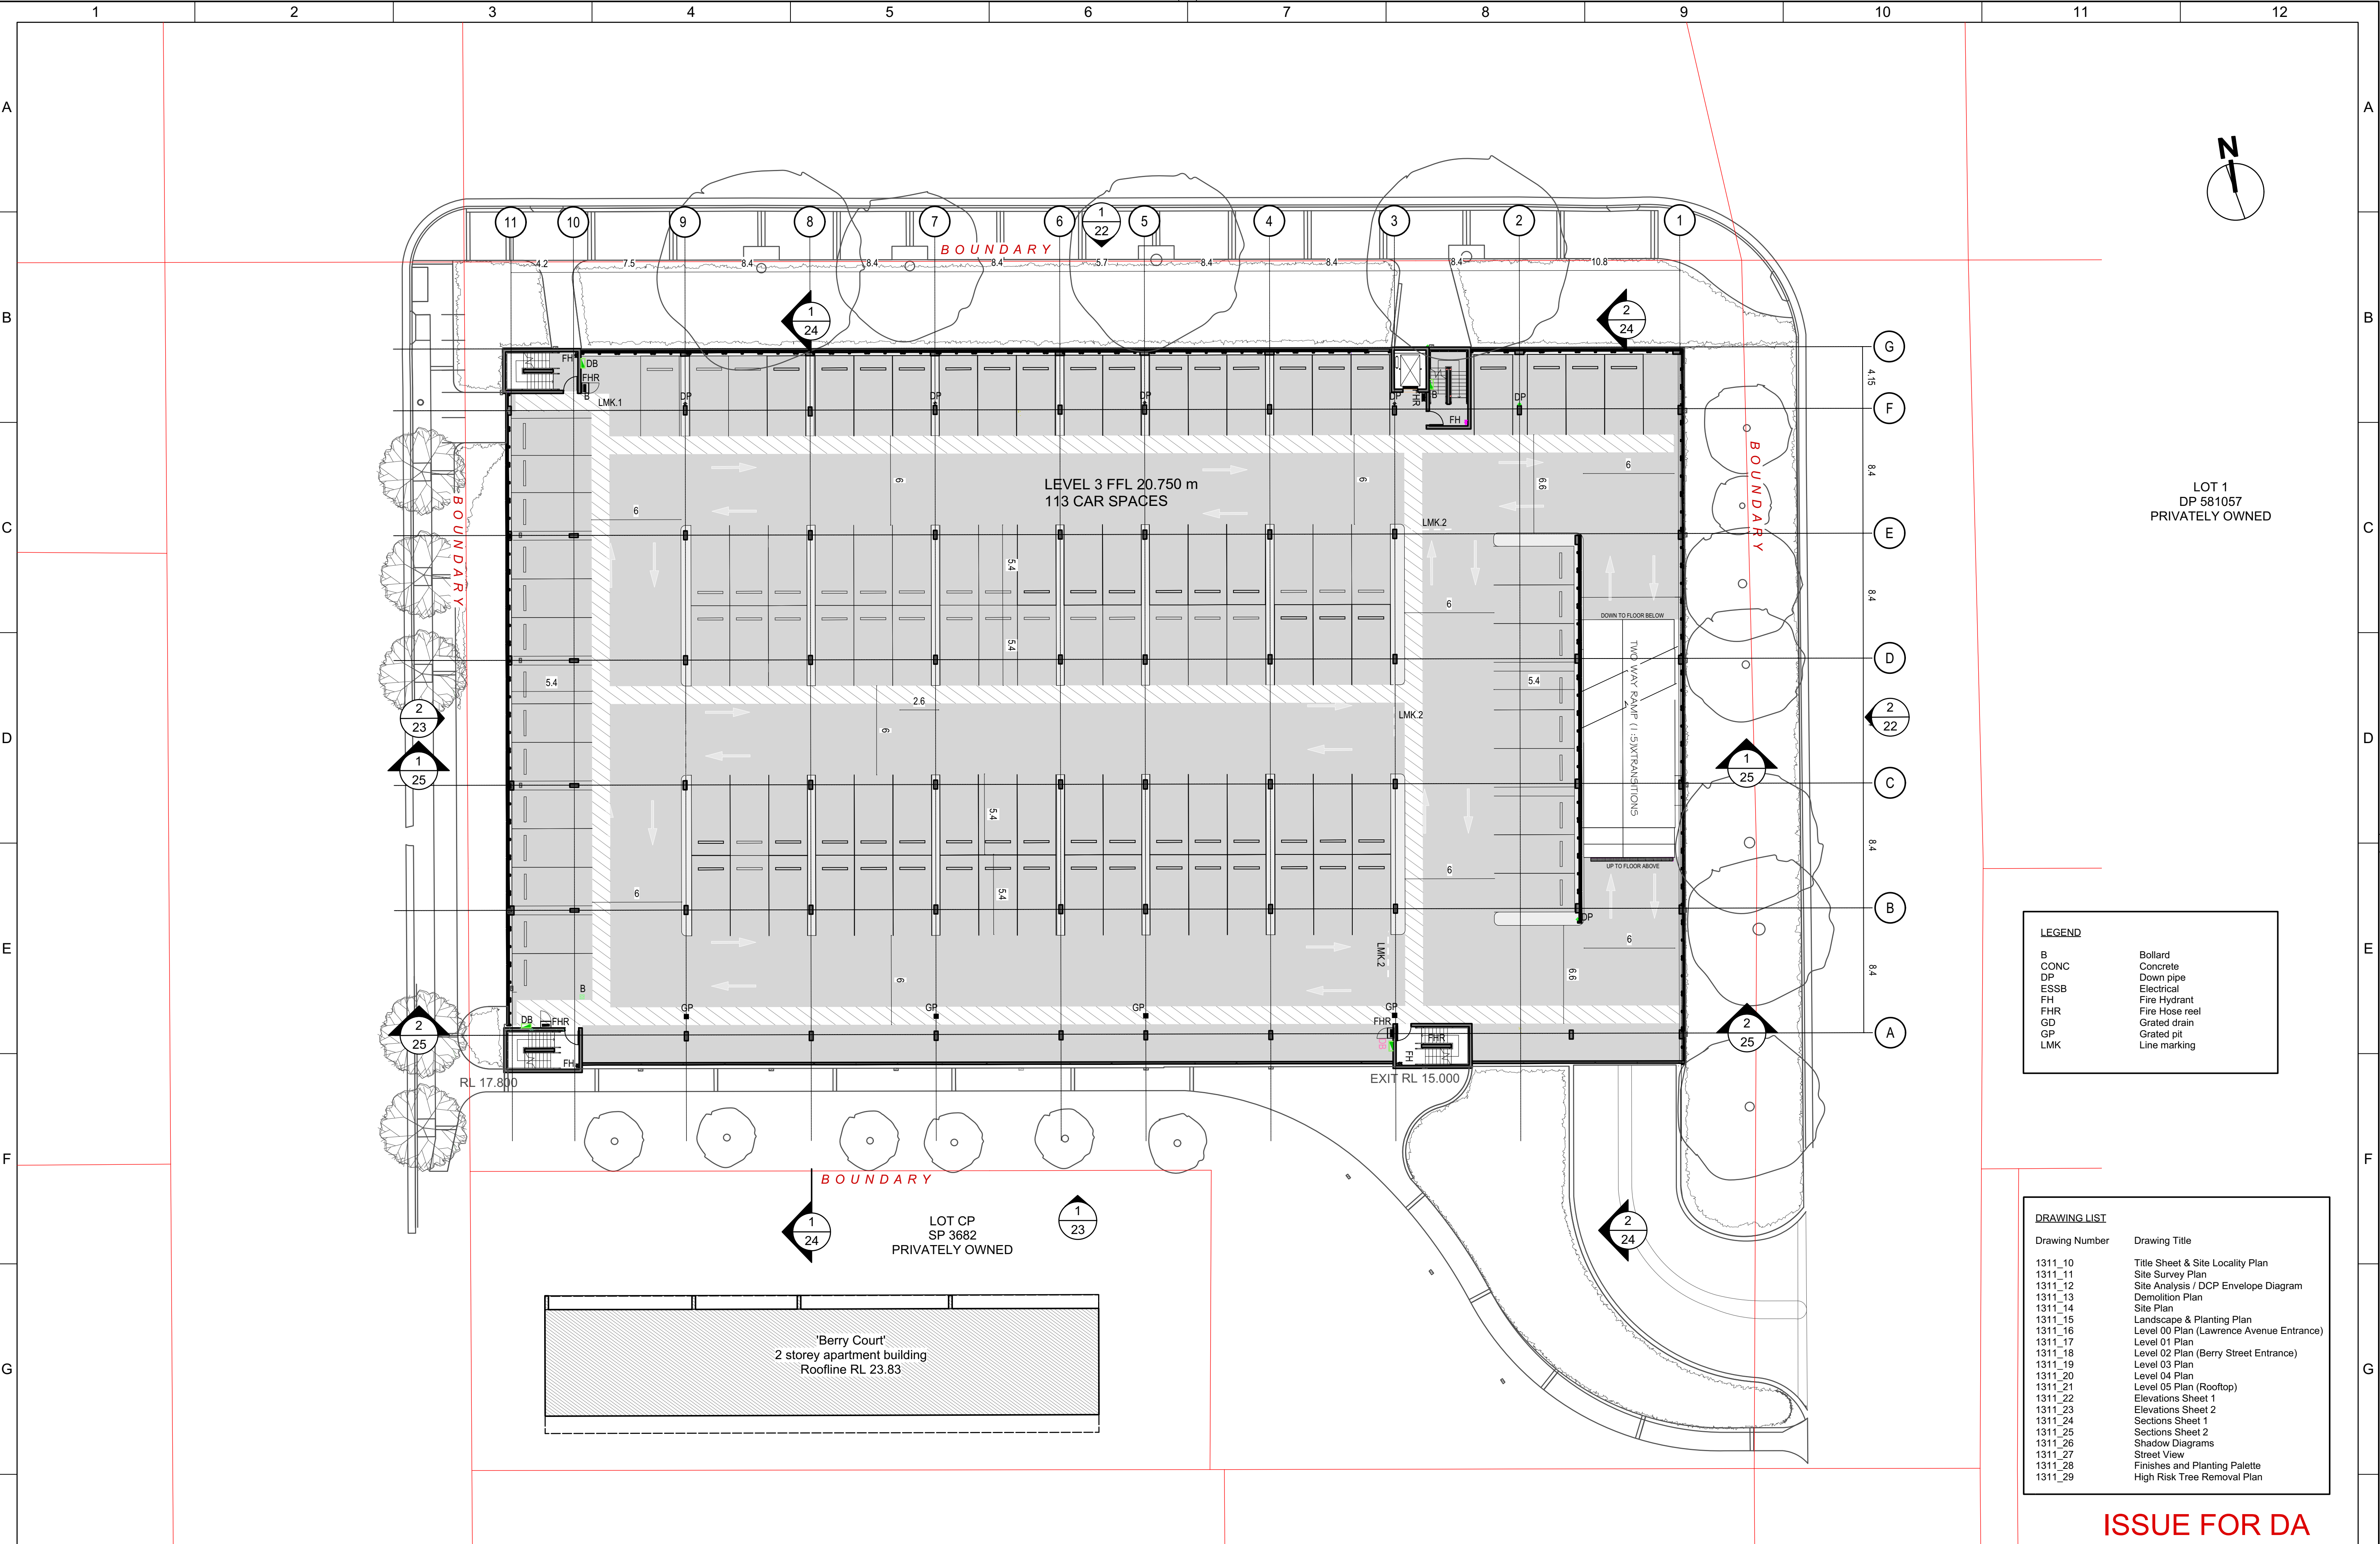 1 2 3 4 5 6 7 8 9 10 11 12
A A
N
11 10 9 8 7 6 1 22 5 4 3 2 1
BOUNDARY
4.2 7.5 8.4 8.4 8.4 5.7 8.4 8.4 8.4 10.8
B B
1 24
2 24
G
FH DB
FHR
B
LMK.1
DP DP DP DP DP
FHR
B
FH
4.15
F
LEVEL 3 FFL 20.750 m
113 CAR SPACES
6 6 6.6 6
BOUNDARY
BOUNDARY
8.4
LOT 1
DP 581057
PRIVATELY OWNED
C C
6
LMK.2
E
5.4
8.4
6
DOWN TO FLOOR BELOW
5.4
D
5.4
5.4
TWO WAY RAMP (1:5)XTRANSITIONS
2.6
2 23
LMK.2
2 22
D D
6
1 25
1 25
C
5.4
8.4
UP TO FLOOR ABOVE
6
6
5.4
B
DP
E E
LMK.2
6
6
6.6
8.4
B
GP GP GP GP
DB FHR
FHR
DB
FHR
2 25
2 25
A
FH
FH
RL 17.800
EXIT RL 15.000
LEGEND
B Bollard
CONC Concrete
DP Down pipe
ESSB Electrical
FH Fire Hydrant
FHR Fire Hose reel
GD Grated drain
GP Grated pit
LMK Line marking
F F
BOUNDARY
1 24
LOT CP
SP 3682
PRIVATELY OWNED
1 23
2 24
'Berry Court'
2 storey apartment building
Roofline RL 23.83
G G
DRAWING LIST
Drawing Number Drawing Title
1311_10 Title Sheet & Site Locality Plan
1311_11 Site Survey Plan
1311_12 Site Analysis / DCP Envelope Diagram
1311_13 Demolition Plan
1311_14 Site Plan
1311_15 Landscape & Planting Plan
1311_16 Level 00 Plan (Lawrence Avenue Entrance)
1311_17 Level 01 Plan
1311_18 Level 02 Plan (Berry Street Entrance)
1311_19 Level 03 Plan
1311_20 Level 04 Plan
1311_21 Level 05 Plan (Rooftop)
1311_22 Elevations Sheet 1
1311_23 Elevations Sheet 2
1311_24 Sections Sheet 1
1311_25 Sections Sheet 2
1311_26 Shadow Diagrams
1311_27 Street View
1311_28 Finishes and Planting Palette
1311_29 High Risk Tree Removal Plan
ISSUE FOR DA